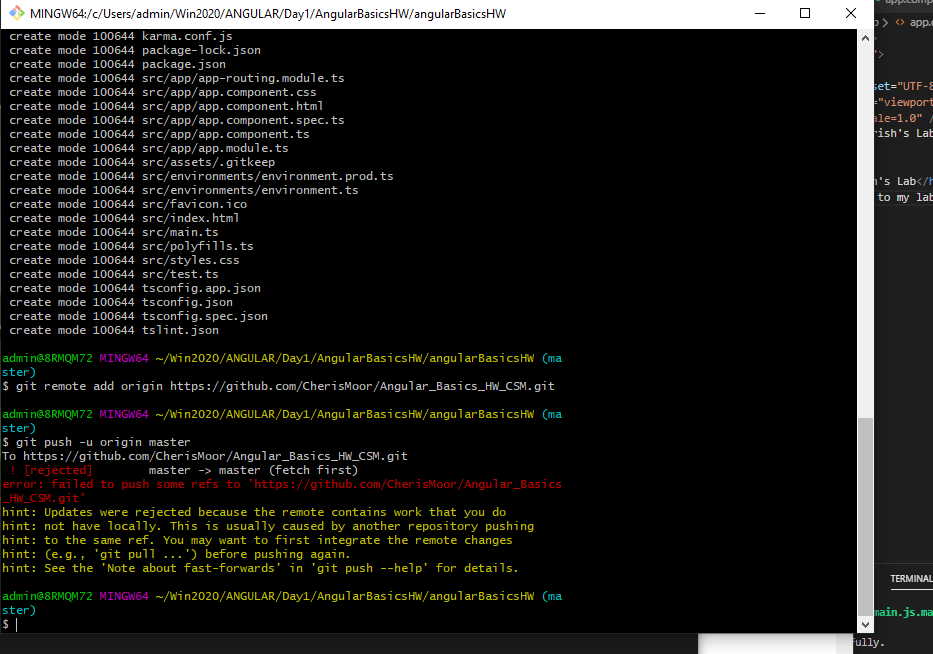 MINGW64:/c/Users/admin/Win2020/ANGULAR/Day1/AngularBasicsHW/angularBasicsHW
create mode 100644 karma.conf.js
create mode 100644 package-lock.json
create mode 100644 package.json
create mode 100644 src/app/app-routing.module.ts
create mode 100644 src/app/app.component.css
create mode 100644 src/app/app.component.html
create mode 100644 src/app/app.component.spec.ts
create mode 100644 src/app/app.component.ts
create mode 100644 src/app/app.module.ts
create mode 100644 src/assets/.gitkeep
create mode 100644 src/environments/environment.prod.ts
create mode 100644 src/environments/environment.ts
create mode 100644 src/favicon.ico
create mode 100644 src/index.html
create mode 100644 src/main.ts
create mode 100644 src/polyfills.ts
create mode 100644 src/styles.css
create mode 100644 src/test.ts
create mode 100644 tsconfig.app.json
create mode 100644 tsconfig.json
create mode 100644 tsconfig.spec.json
create mode 100644 tslint.json
admin@8RMQM72 MINGW64 ~/Win2020/ANGULAR/Day1/AngularBasicsHW/angularBasicsHW (ma
ster)
$ git remote add origin https://github.com/CherisMoor/Angular_Basics_HW_CSM.git
admin@8RMQM72 MINGW64 ~/Win2020/ANGULAR/Day1/AngularBasicsHW/angularBasicsHW (ma
ster)
$ git push -u origin master
To https://github.com/CherisMoor/Angular_Basics_HW_CSM.git
! [rejected]        master -> master (fetch first)
error: failed to push some refs to 'https://github.com/CherisMoor/Angular_Basics
_HW_CSM.git'
hint: Updates were rejected because the remote contains work that you do
hint: not have locally. This is usually caused by another repository pushing
hint: to the same ref. You may want to first integrate the remote changes
hint: (e.g., 'git pull ...') before pushing again.
hint: See the 'Note about fast-forwards' in 'git push --help' for details.
admin@8RMQM72 MINGW64 ~/Win2020/ANGULAR/Day1/AngularBasicsHW/angularBasicsHW (ma
ster)
$
app.comp
> <> app.c
">
set="UTF-8
="viewport
ale=1.0" /
rish's Lab
's Lab</h
to my lab
TERMINAL
main.js.ma
fully.